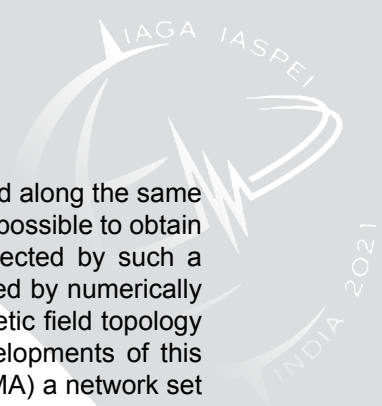 IAGA IASPEI
INDIA 2021
d along the same
possible to obtain
ected by such a
ed by numerically
etic field topology
elopments of this
MA) a network set